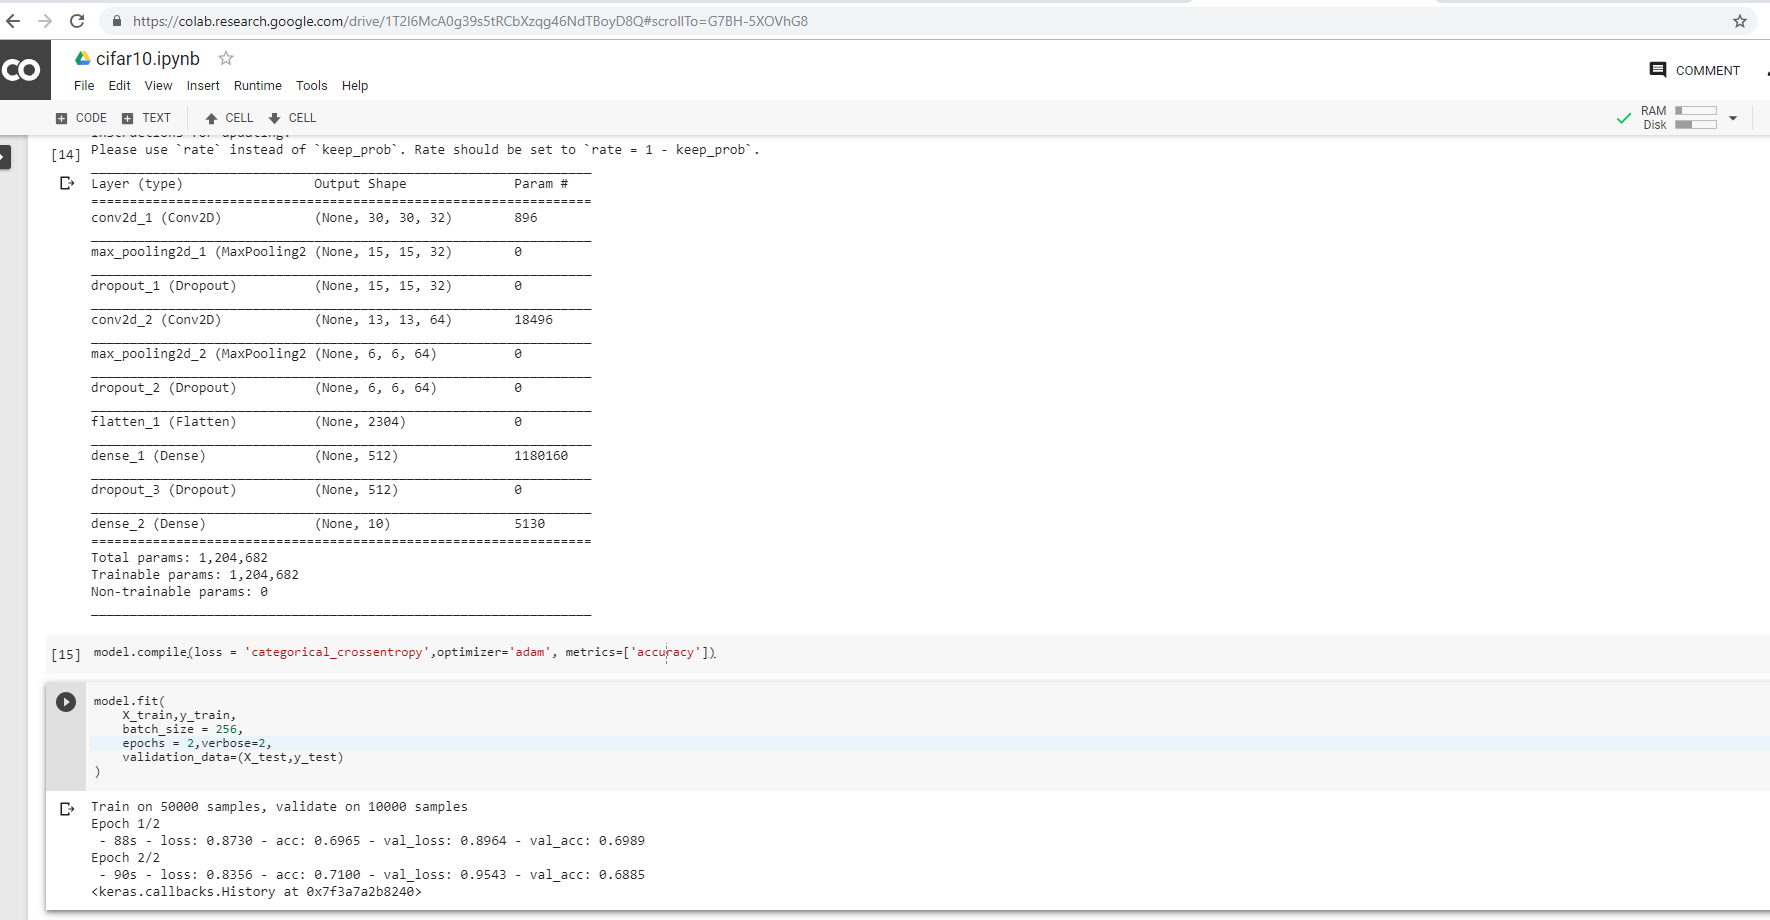 https://colab.research.google.com/drive/1T2I6McA0g39s5tRCbXzqg46NdTBoyD8Q#scrollTo=G7BH-5XOVhG8
CO
cifar10.ipynb
File Edit View Insert Runtime Tools Help
COMMENT
CODE TEXT CELL CELL
RAM
Disk
Instructions for updating:
[14] Please use `rate` instead of `keep_prob`. Rate should be set to `rate = 1 - keep_prob`.
Layer (type) Output Shape Param #
=================================================================
conv2d_1 (Conv2D) (None, 30, 30, 32) 896
max_pooling2d_1 (MaxPooling2 (None, 15, 15, 32) 0
dropout_1 (Dropout) (None, 15, 15, 32) 0
conv2d_2 (Conv2D) (None, 13, 13, 64) 18496
max_pooling2d_2 (MaxPooling2 (None, 6, 6, 64) 0
dropout_2 (Dropout) (None, 6, 6, 64) 0
flatten_1 (Flatten) (None, 2304) 0
dense_1 (Dense) (None, 512) 1180160
dropout_3 (Dropout) (None, 512) 0
dense_2 (Dense) (None, 10) 5130
=================================================================
Total params: 1,204,682
Trainable params: 1,204,682
Non-trainable params: 0
[15] model.compile(loss = 'categorical_crossentropy',optimizer='adam', metrics=['accuracy'])
model.fit(
X_train,y_train,
batch_size = 256,
epochs = 2,verbose=2,
validation_data=(X_test,y_test)
)
Train on 50000 samples, validate on 10000 samples
Epoch 1/2
- 88s - loss: 0.8730 - acc: 0.6965 - val_loss: 0.8964 - val_acc: 0.6989
Epoch 2/2
- 90s - loss: 0.8356 - acc: 0.7100 - val_loss: 0.9543 - val_acc: 0.6885
<keras.callbacks.History at 0x7f3a7a2b8240>